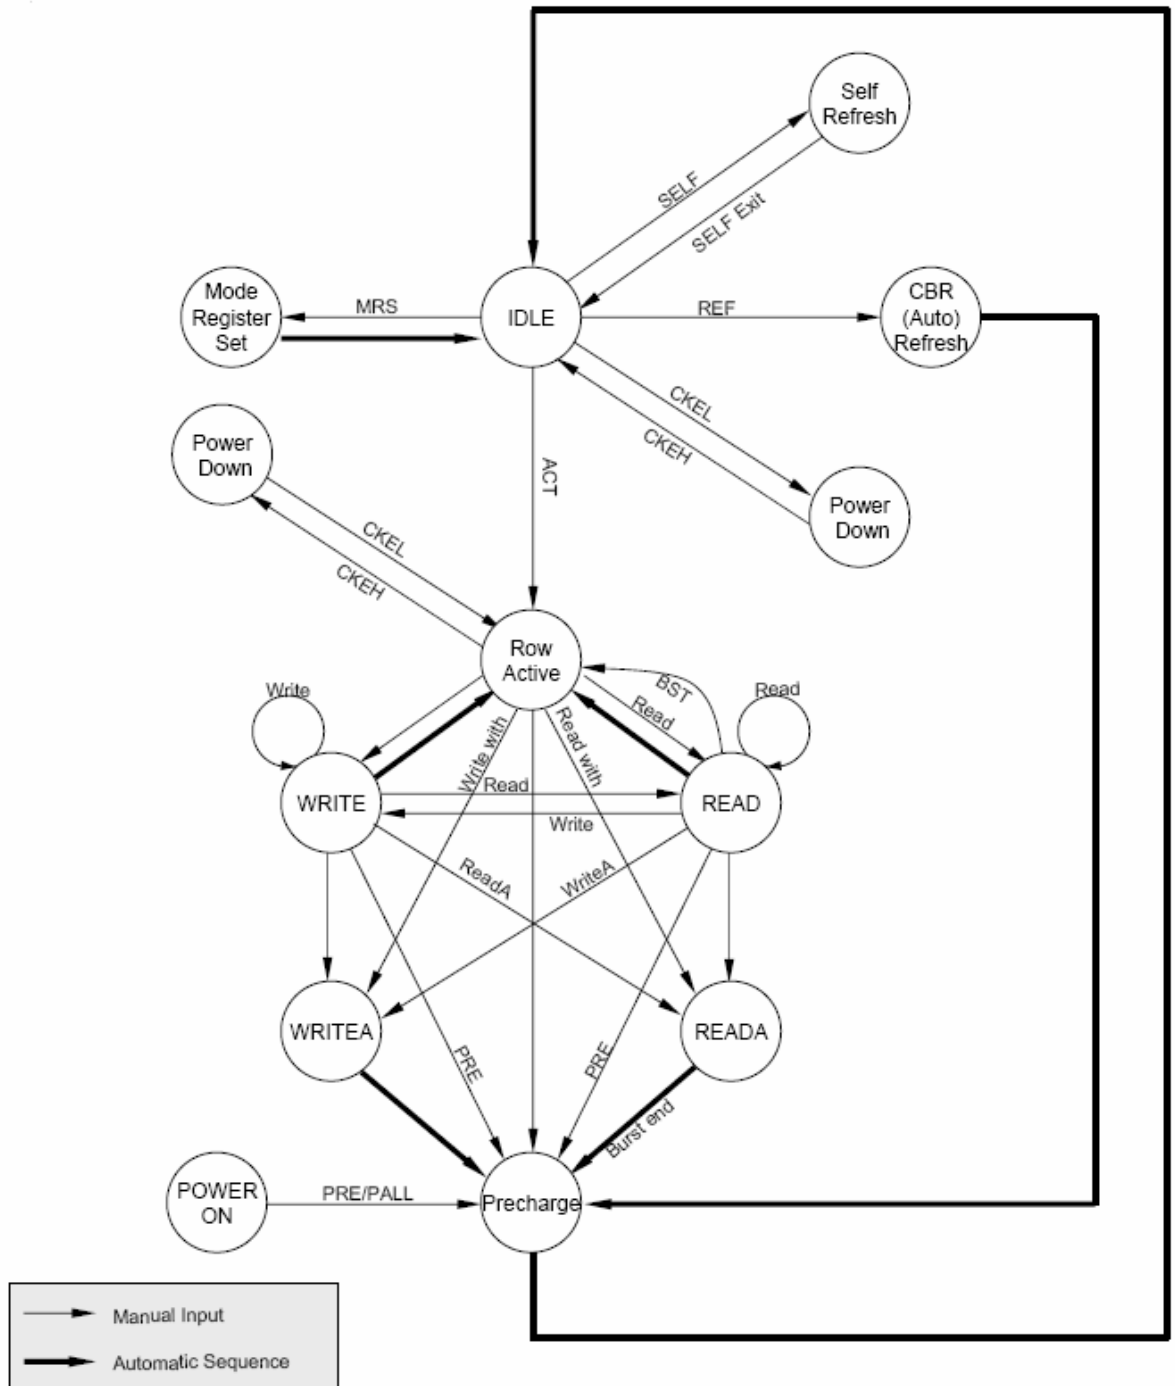 Self
Refresh
SELF
SELF Exit
Mode
Register
Set
MRS
IDLE
REF
CBR
(Auto)
Refresh
CKEL
CKEH
Power
Down
ACT
Power
Down
CKEL
CKEH
Row
Active
BST
Write
Read
Read
Write with
Read with
WRITE
Read
READ
Write
ReadA
WriteA
WRITEA
READA
PRE
PRE
Burst end
POWER
ON
PRE/PALL
Precharge
Manual Input
Automatic Sequence